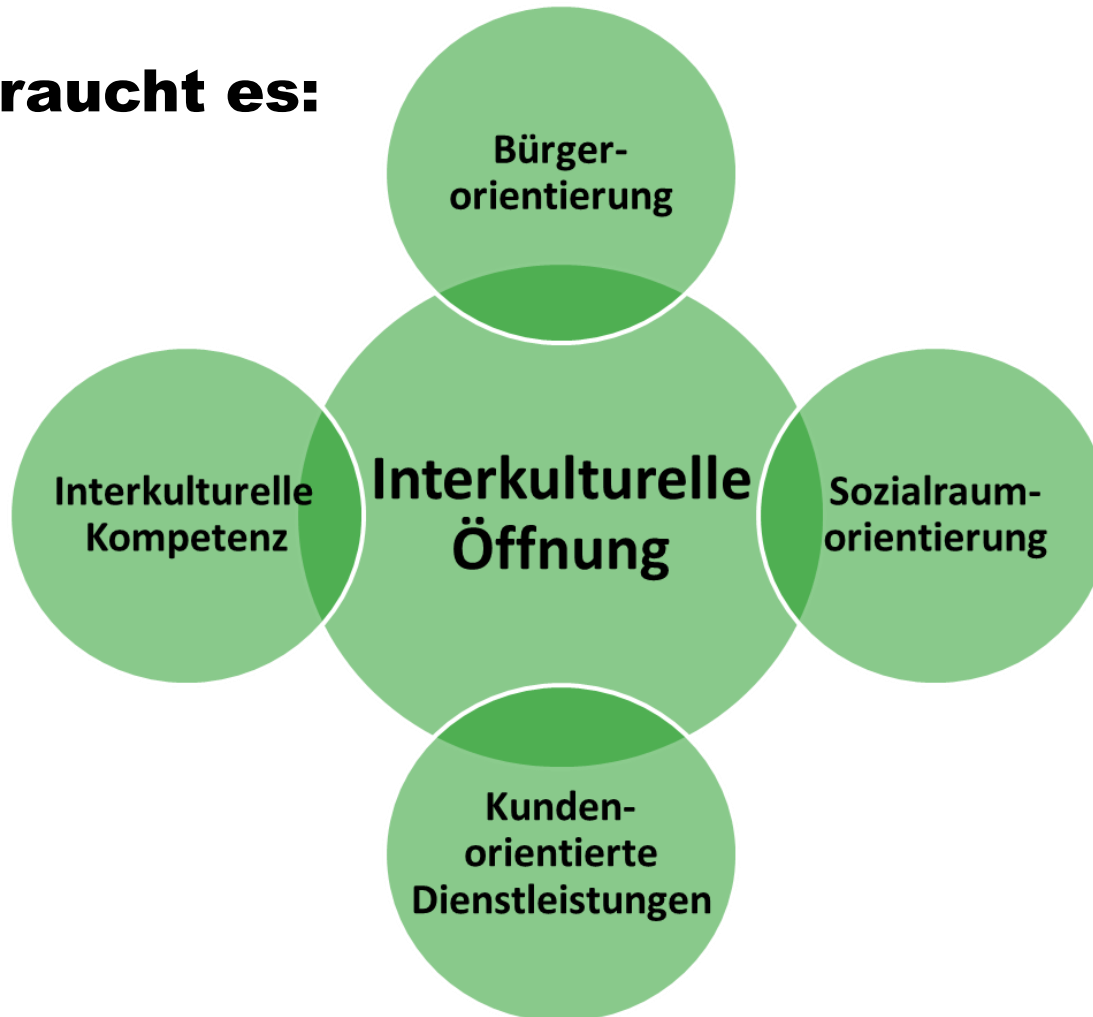 raucht es:
Bürger-
orientierung
Interkulturelle
Kompetenz
Interkulturelle
Öffnung
Sozialraum-
orientierung
Kunden-
orientierte
Dienstleistungen